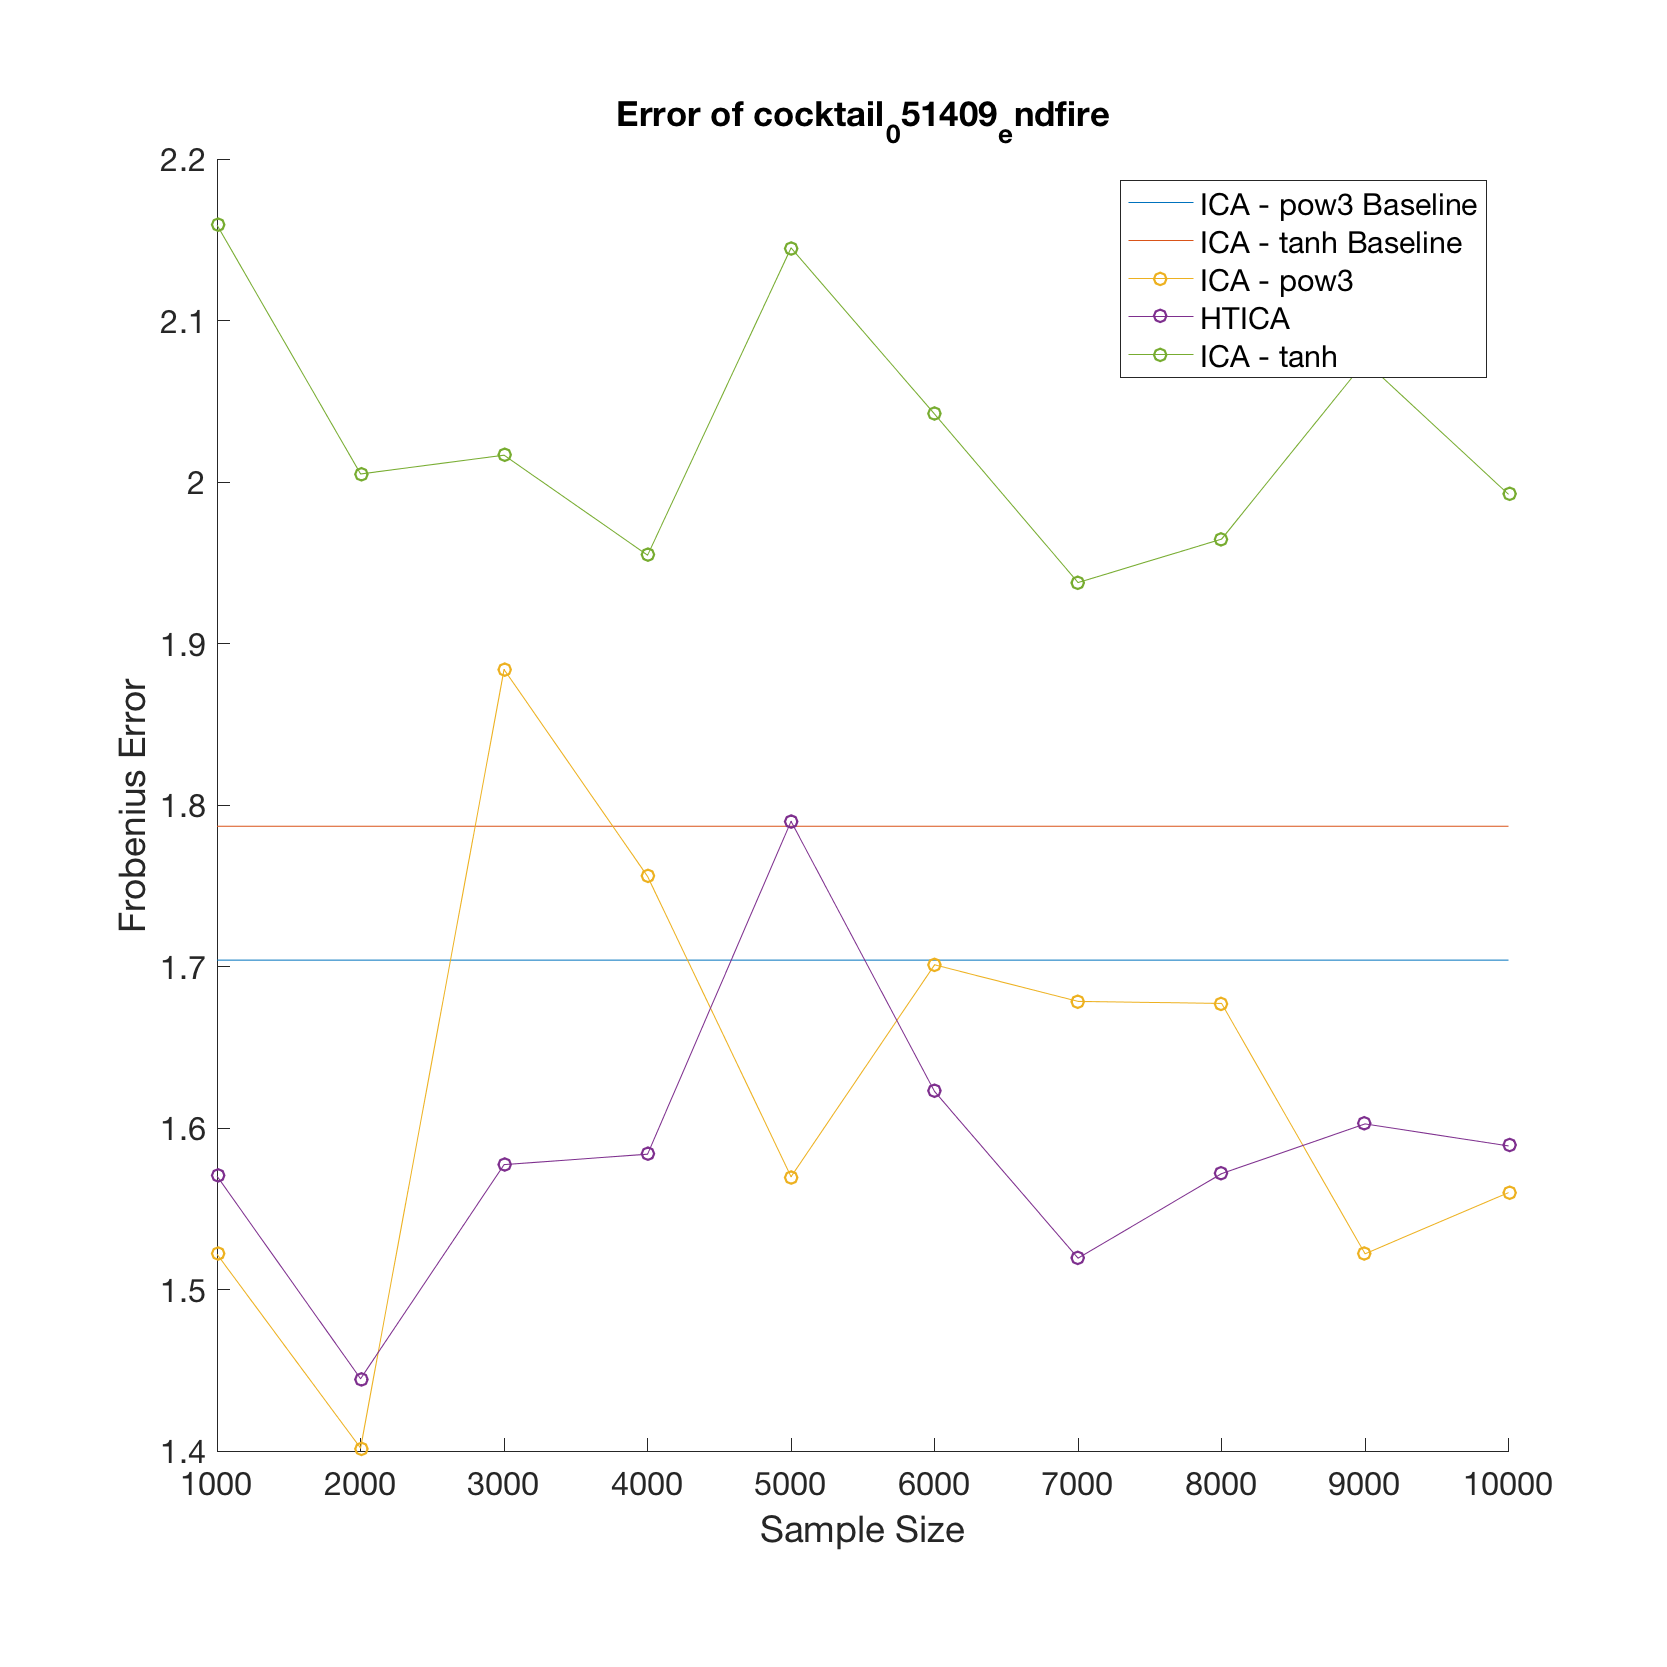 Error of cocktail_051409_endfire
2.2
2.1
2
1.9
1.8
1.7
1.6
1.5
1.4
Frobenius Error
ICA - pow3 Baseline
ICA - tanh Baseline
ICA - pow3
HTICA
ICA - tanh
1000 2000 3000 4000 5000 6000 7000 8000 9000 10000
Sample Size